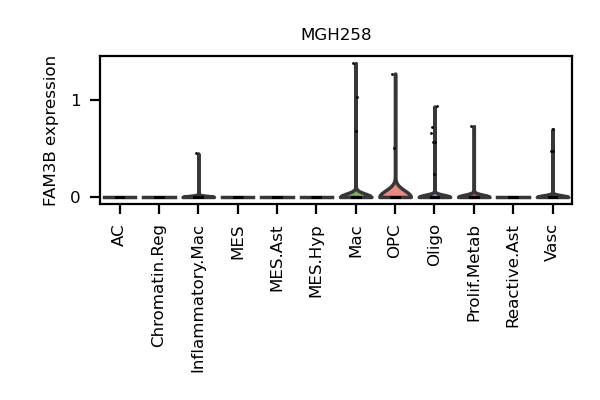 MGH258
FAM3B expression
1
0
AC
Chromatin.Reg
Inflammatory.Mac
MES
MES.Ast
MES.Hyp
Mac
OPC
Oligo
Prolif.Metab
Reactive.Ast
Vasc